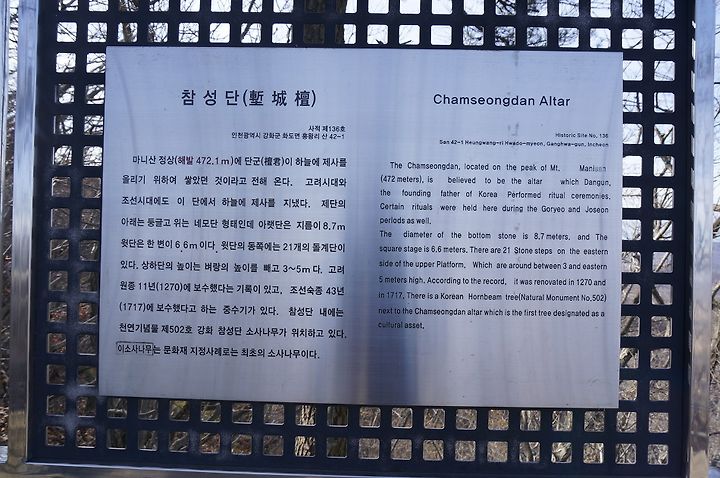 참성단(塹城檀)
사적 제136호
인천광역시 강화군 화도면 흥왕리 산 42-1
마니산 정상(해발 472.1m)에 단군(檀君)이 하늘에 제사를
올리기 위하여 쌓았던 것이라고 전해 온다. 고려시대와
조선시대에도 이 단에서 하늘에 제사를 지냈다. 제단의
아래는 둥글고 위는 네모단 형태인데 아랫단은 지름이 8.7m
윗단은 한 변이 6.6m이다. 윗단의 동쪽에는 21개의 돌계단이
있다. 상하단의 높이는 벼랑의 높이를 빼고 3~5m다. 고려
원종 11년(1270)에 보수했다는 기록이 있고, 조선숙종 43년
(1717)에 보수했다고 하는 중수기가 있다. 참성단 내에는
천연기념물 제502호 강화 참성단 소사나무가 위치하고 있다.
이소사나무는 문화재 지정사례로는 최초의 소사나무이다.
Chamseongdan Altar
Historic Site No. 136
San 42-1 Heungwang-ri Hwado-myeon, Ganghwa-gun, Incheon
The Chamseongdan, located on the peak of Mt. Manisan
(472 meters), is believed to be the altar which Dangun,
the founding father of Korea Performed ritual ceremonies.
Certain rituals were held here during the Goryeo and Joseon
periods as well.
The diameter of the bottom stone is 8.7meters. and The
square stage is 6.6 meters. There are 21 Stone steps on the eastern
side of the upper Platform. Which are around between 3 and eastern
5 meters high. According to the record, it was renovated in 1270 and
in 1717. There is a Korean Hornbeam tree(Natural Monument No.502)
next to the Chamseongdan altar which is the first tree designated as a
cultural asset.